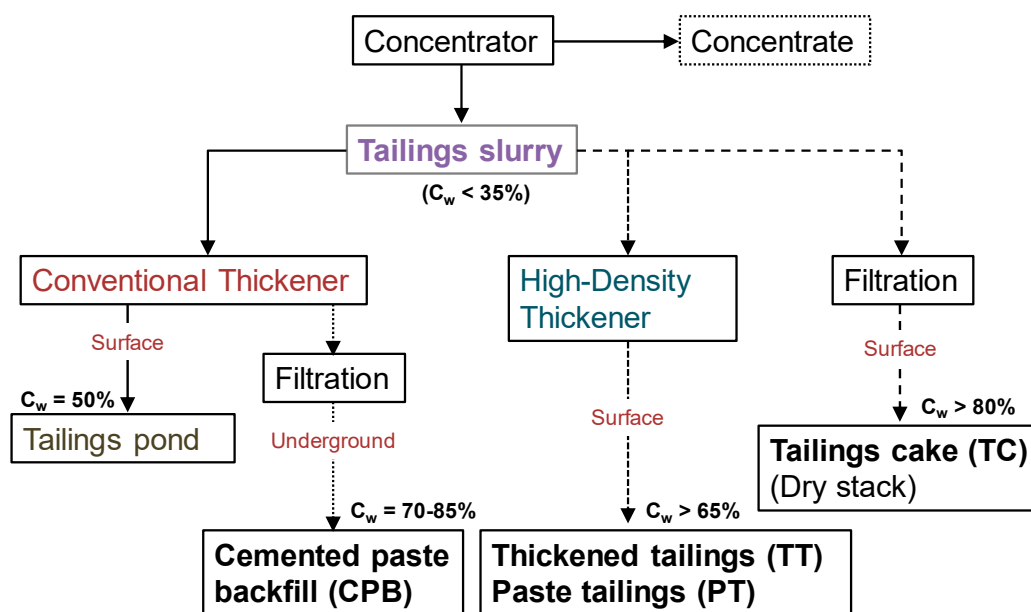 Concentrator
Concentrate
Tailings slurry
(Cw < 35%)
Conventional Thickener
High-Density
Thickener
Filtration
Surface
Filtration
Surface
Cw = 50%
Tailings pond
Underground
Surface
Cw > 80%
Tailings cake (TC)
(Dry stack)
Cw = 70-85%
Cw > 65%
Cemented paste
backfill (CPB)
Thickened tailings (TT)
Paste tailings (PT)